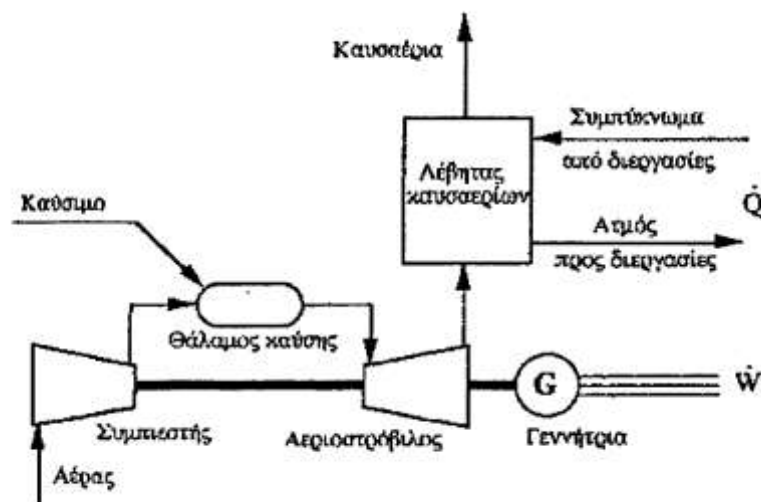 Καυσαέρια
Συμπύκνωμα
από διεργασίες
Λέβητας
καυσαερίων
Q̇
Καύσιμο
Ατμός
προς διεργασίες
Θάλαμος καύσης
G
Ẇ
Συμπιεστής
Αεριοστρόβιλος
Γεννήτρια
Αέρας